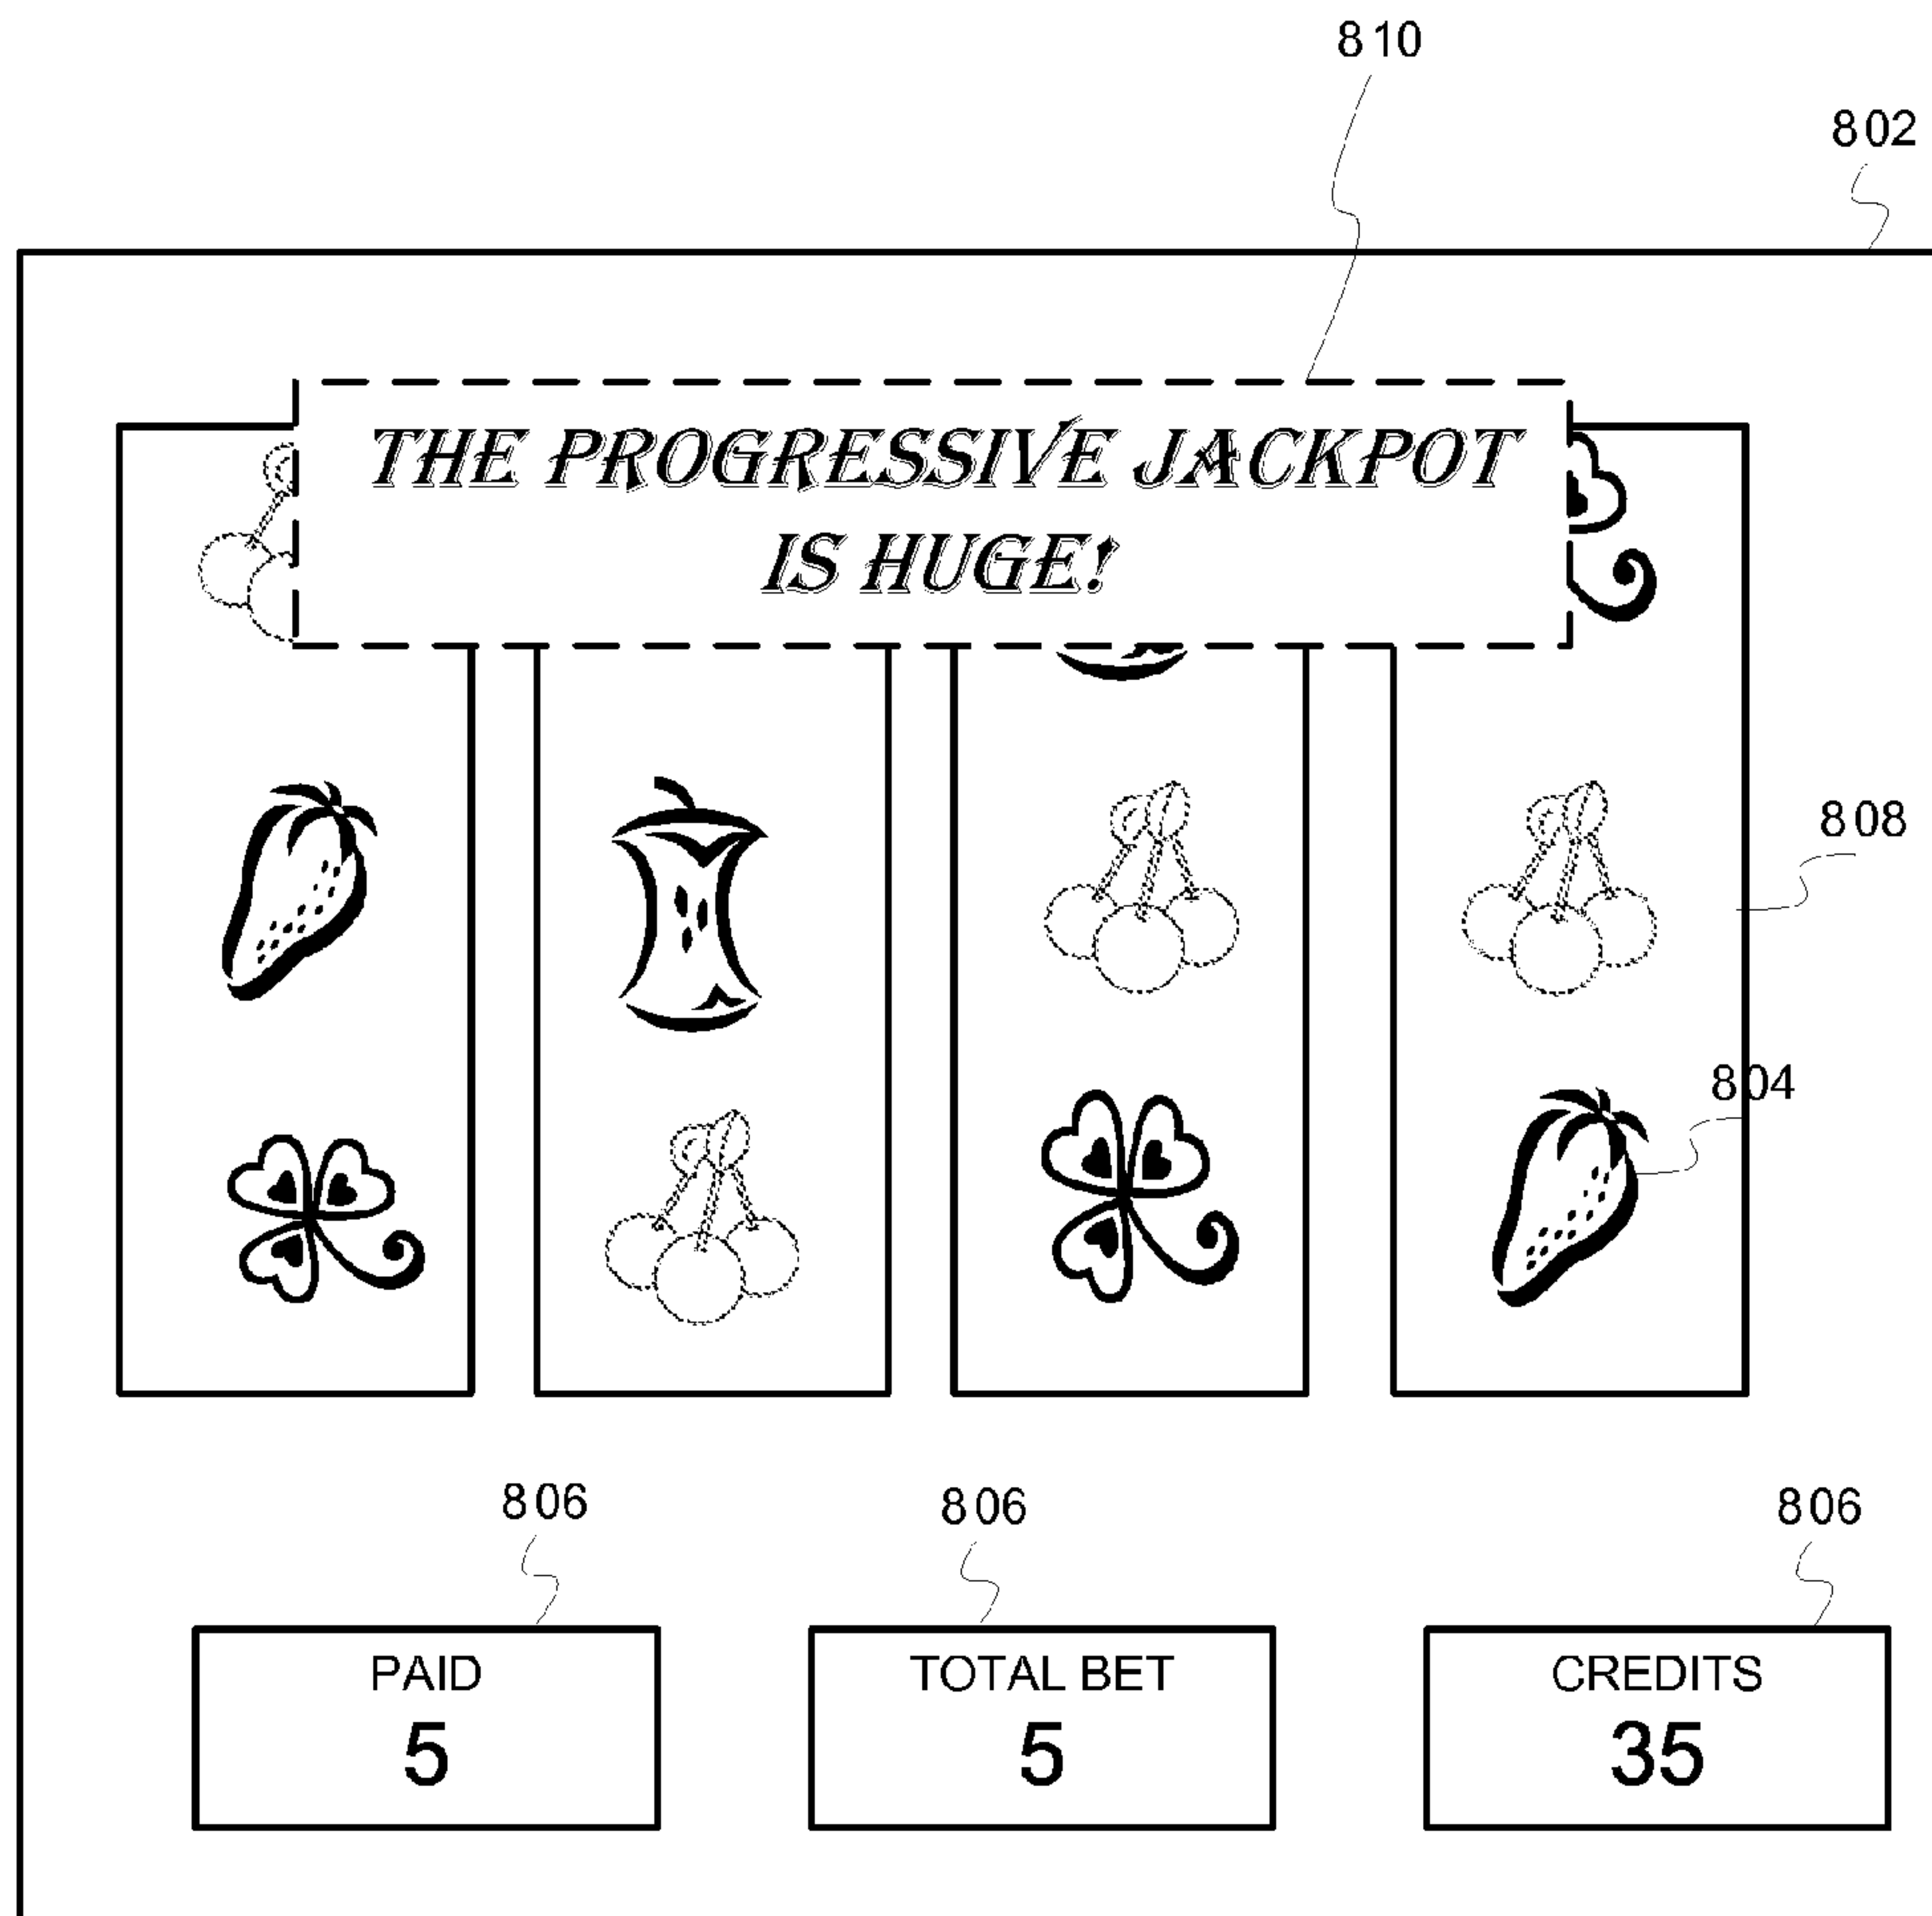 810
802
THE PROGRESSIVE JACKPOT
IS HUGE!
808
804
806
806
806
PAID
5
TOTAL BET
5
CREDITS
35